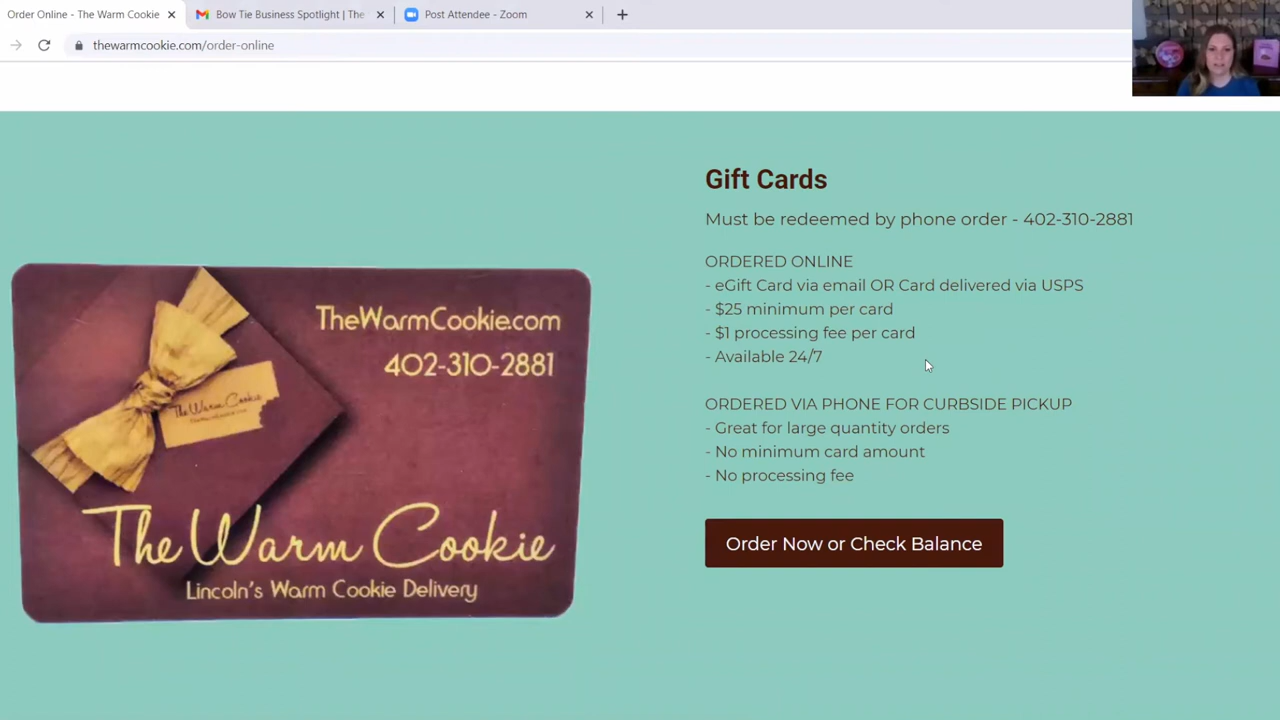 Order Online - The Warm Cookie
Bow Tie Business Spotlight | The
Post Attendee - Zoom
thewarmcookie.com/order-online
Gift Cards
Must be redeemed by phone order - 402-310-2881
ORDERED ONLINE
- eGift Card via email OR Card delivered via USPS
- $25 minimum per card
- $1 processing fee per card
- Available 24/7
ORDERED VIA PHONE FOR CURBSIDE PICKUP
- Great for large quantity orders
- No minimum card amount
- No processing fee
Order Now or Check Balance
TheWarmCookie.com
402-310-2881
The Warm Cookie
The Warm Cookie
Lincoln's Warm Cookie Delivery